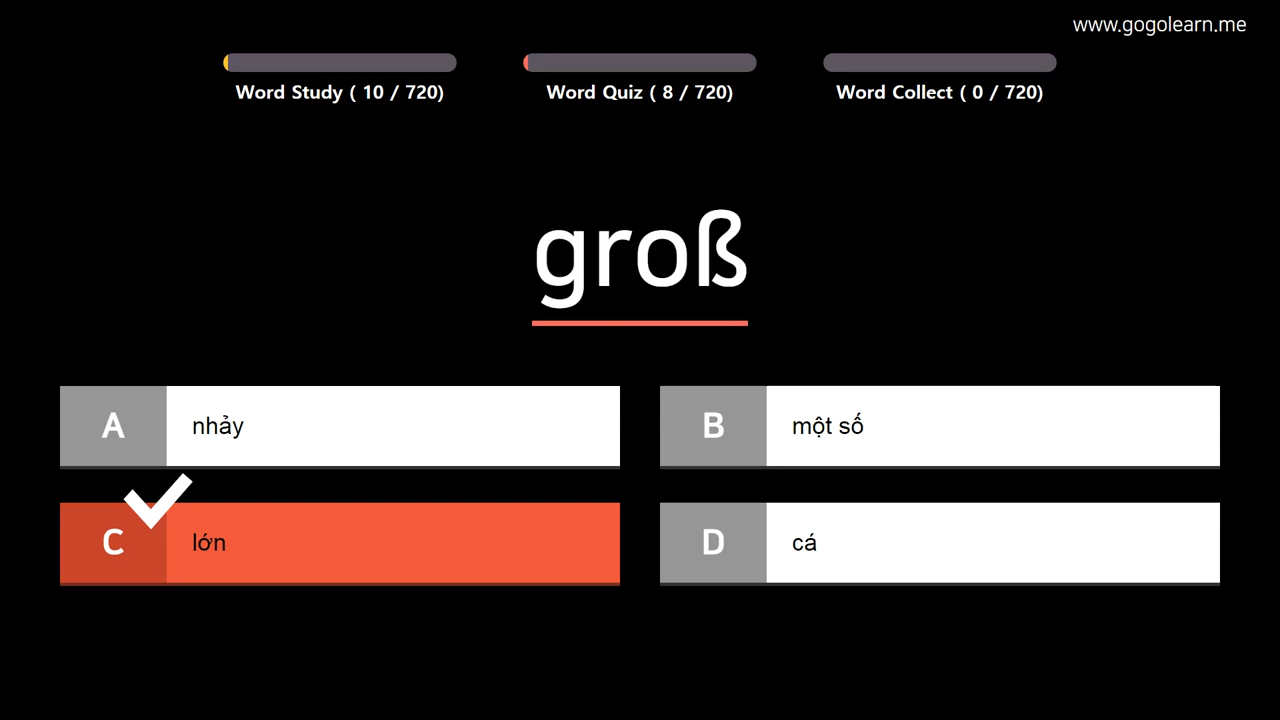 www.gogolearn.me
Word Study ( 10 / 720)
Word Quiz ( 8 / 720)
Word Collect ( 0 / 720)
groß
A nhảy
B một số
C lớn
D cá